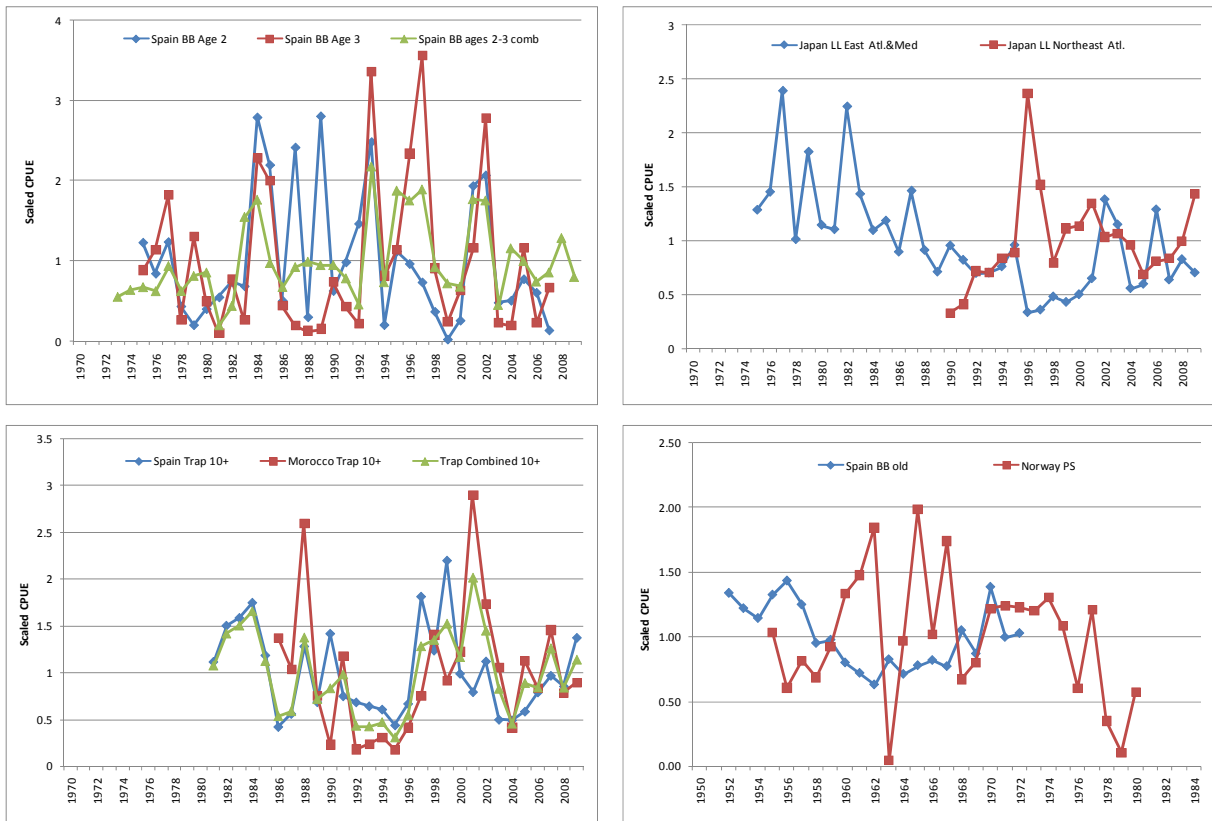 Spain BB Age 2 Spain BB Age 3 Spain BB ages 2-3 comb
Scaled CPUE
4
3
2
1
0
1970 1972 1974 1976 1978 1980 1982 1984 1986 1988 1990 1992 1994 1996 1998 2000 2002 2004 2006 2008
Japan LL East Atl.&Med Japan LL Northeast Atl.
Scaled CPUE
3
2.5
2
1.5
1
0.5
0
1970 1972 1974 1976 1978 1980 1982 1984 1986 1988 1990 1992 1994 1996 1998 2000 2002 2004 2006 2008
Spain Trap 10+ Morocco Trap 10+ Trap Combined 10+
Scaled CPUE
3.5
3
2.5
2
1.5
1
0.5
0
1970 1972 1974 1976 1978 1980 1982 1984 1986 1988 1990 1992 1994 1996 1998 2000 2002 2004 2006 2008
Spain BB old Norway PS
Scaled CPUE
2.50
2.00
1.50
1.00
0.50
0.00
1950 1952 1954 1956 1958 1960 1962 1964 1966 1968 1970 1972 1974 1976 1978 1980 1982 1984